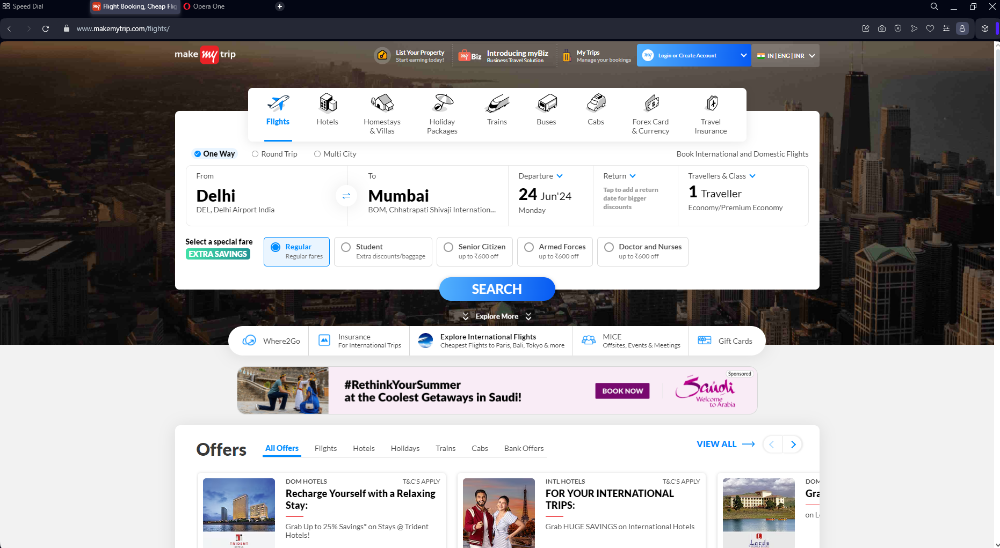 Speed Dial
my Flight Booking, Cheap Flig
Opera One
www.makemytrip.com/flights/
make my trip
List Your Property
Start earning today!
my Biz
Introducing myBiz
Business Travel Solution
My Trips
Manage your bookings
my
Login or Create Account
IN | ENG | INR
Flights
Hotels
Homestays
& Villas
Holiday
Packages
Trains
Buses
Cabs
Forex Card
& Currency
Travel
Insurance
One Way
Round Trip
Multi City
Book International and Domestic Flights
From
Delhi
DEL, Delhi Airport India
To
Mumbai
BOM, Chhatrapati Shivaji Internation...
Departure
24 Jun'24
Monday
Return
Tap to add a return
date for bigger
discounts
Travellers & Class
1 Traveller
Economy/Premium Economy
Select a special fare
EXTRA SAVINGS
Regular
Regular fares
Student
Extra discounts/baggage
Senior Citizen
up to ₹600 off
Armed Forces
up to ₹600 off
Doctor and Nurses
up to ₹600 off
SEARCH
Explore More
Where2Go
Insurance
For International Trips
Explore International Flights
Cheapest Flights to Paris, Bali, Tokyo & more
MICE
Offsites, Events & Meetings
Gift Cards
#RethinkYourSummer
at the Coolest Getaways in Saudi!
BOOK NOW
Sponsored
Saudi
Welcome
to Arabia
Offers
All Offers
Flights
Hotels
Holidays
Trains
Cabs
Bank Offers
VIEW ALL
DOM HOTELS
T&C'S APPLY
Recharge Yourself with a Relaxing
Stay:
Grab Up to 25% Savings* on Stays @ Trident
Hotels!
TRIDENT
HOTELS
INTL HOTELS
T&C'S APPLY
FOR YOUR INTERNATIONAL
TRIPS:
Grab HUGE SAVINGS on International Hotels
DOM
Gra
on Lo
Lords
HOTELS & RESORTS